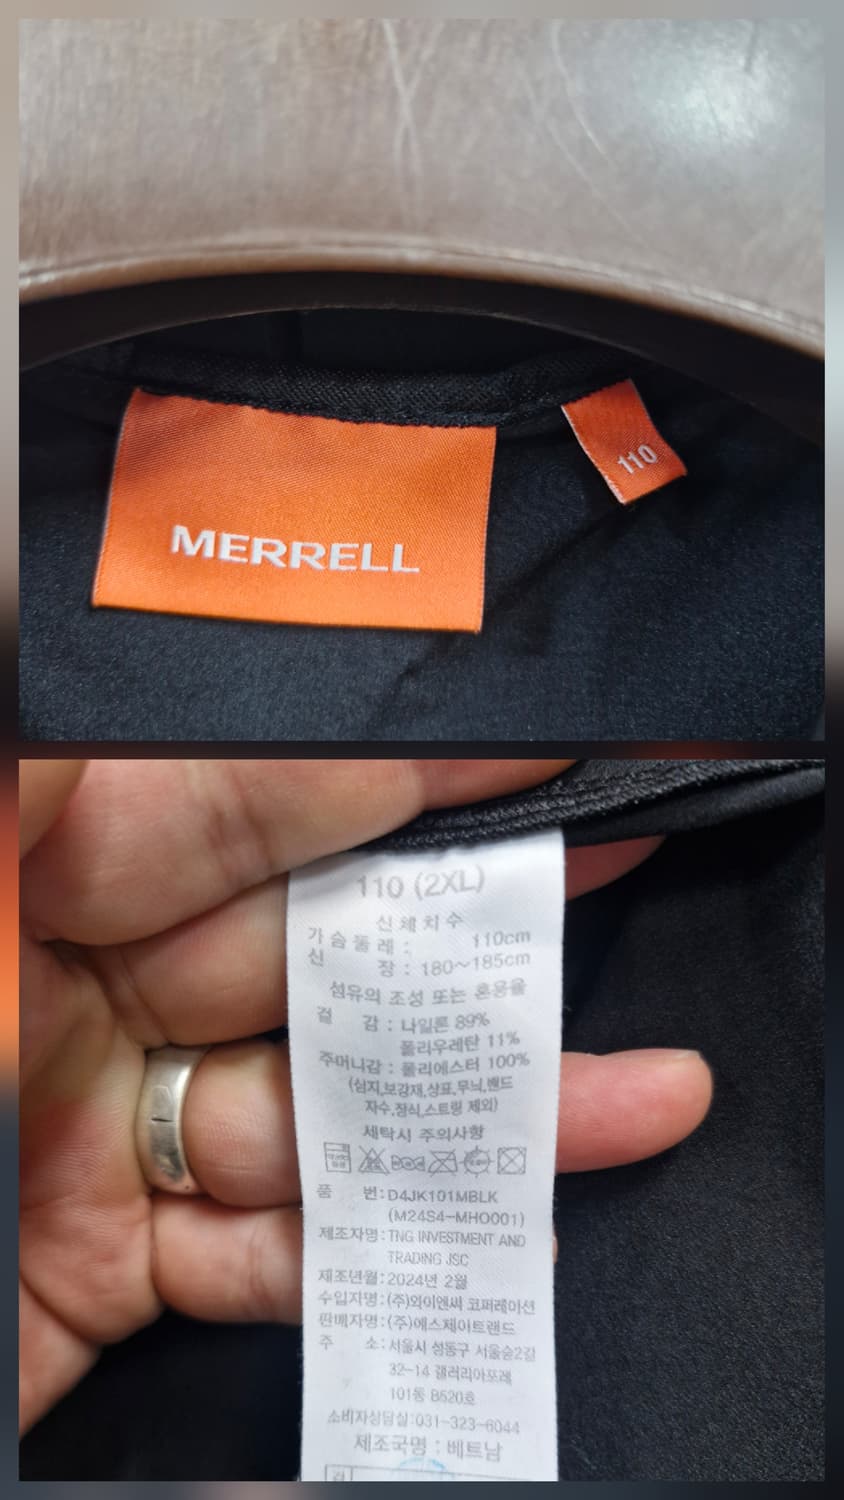 MERRELL
110
110 (2XL)
신체치수
가슴둘레 : 110cm
신 장 : 180~185cm
섬유의 조성 또는 혼용율
겉 감 : 나일론 89%
폴리우레탄 11%
주머니감 : 폴리에스터 100%
(심지,보강재,상표,무늬,밴드
자수,장식,스트링 제외)
세탁시 주의사항
품 번:D4JK101MBLK
(M24S4-MHO001)
제조자명:TNG INVESTMENT AND
TRADING JSC
제조년월:2024년 2월
수입자명:(주)와이엔씨 코퍼레이션
판매자명:(주)에스제이트랜드
주 소:서울시 성동구 서울숲2길
32-14 갤러리아포레
101동 B520호
소비자상담실:031-323-6044
제조국명 : 베트남